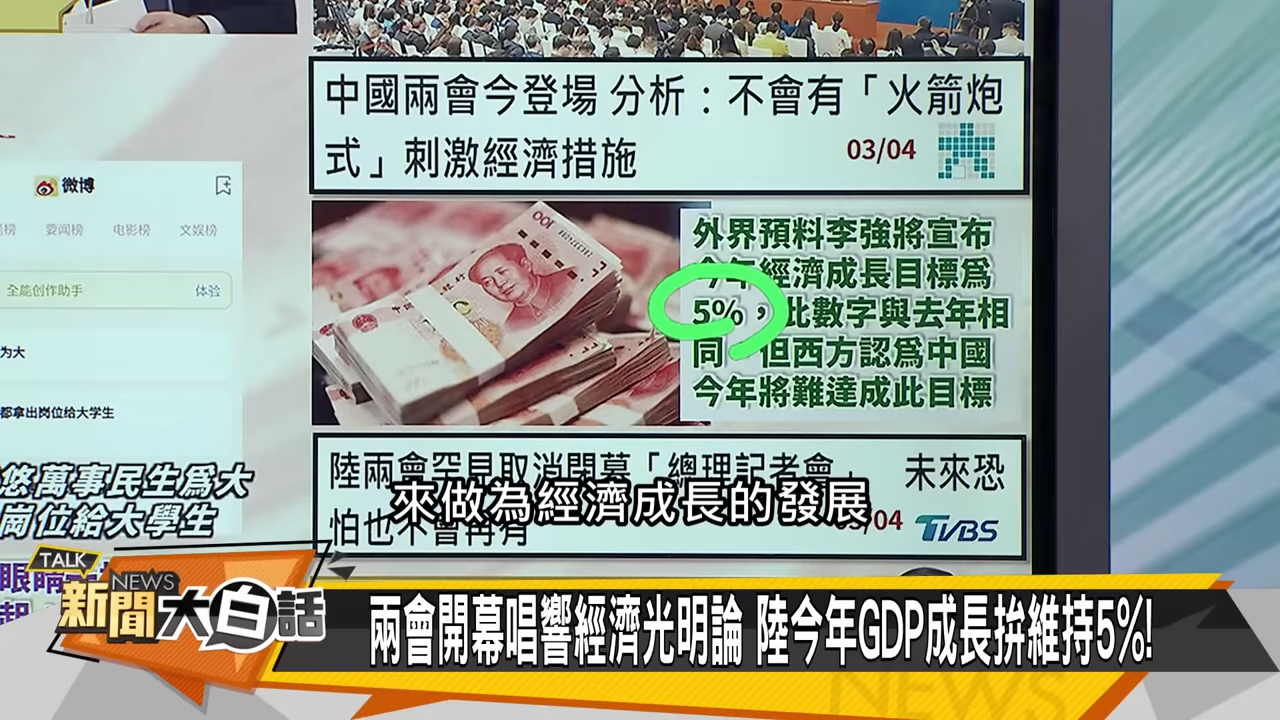 中國兩會今登場 分析：不會有「火箭炮
式」刺激經濟措施
03/04
微博
要闻榜
电影榜
文娱榜
全能创作助手
体验
为大
都拿出岗位给大学生
悠萬事民生為大
崗位給大學生
外界預料李強將宣布
今年經濟成長目標為
5%，此數字與去年相
同，但西方認為中國
今年將難達成此目標
陸兩會罕見取消閉幕「總理記者會」 未來恐
怕也不會再有
/04
TVBS
來做為經濟成長的發展
TALK
NEWS
新聞大白話
兩會開幕唱響經濟光明論 陸今年GDP成長拚維持5%!
NEWS